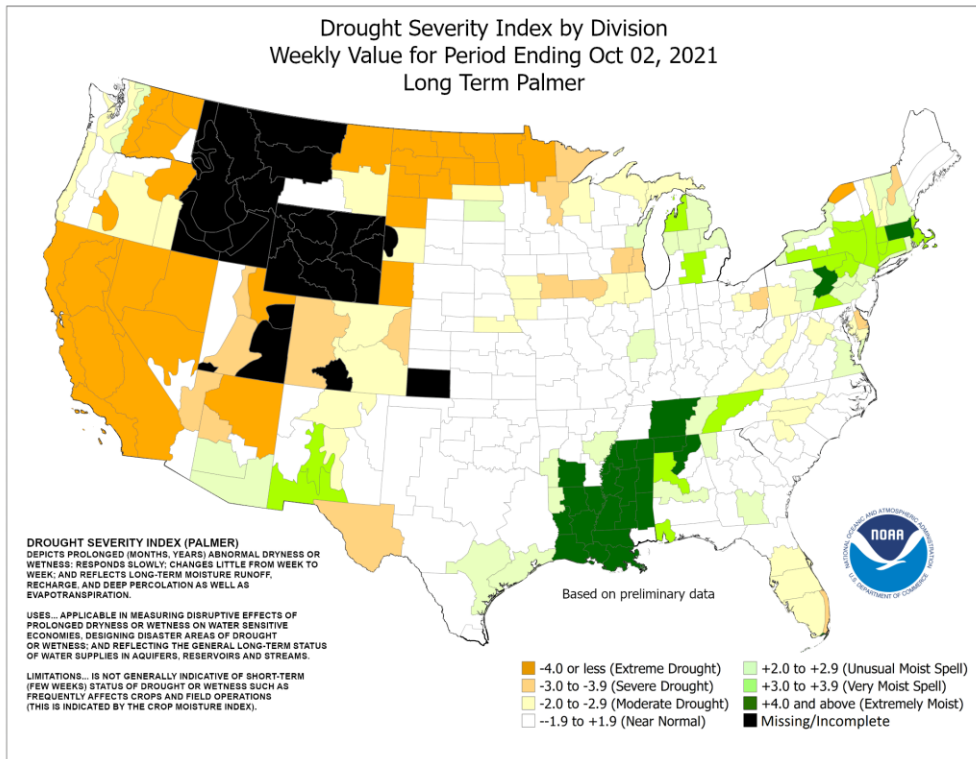 Drought Severity Index by Division
Weekly Value for Period Ending Oct 02, 2021
Long Term Palmer
DROUGHT SEVERITY INDEX (PALMER)
DEPICTS PROLONGED (MONTHS, YEARS) ABNORMAL DRYNESS OR
WETNESS; RESPONDS SLOWLY; CHANGES LITTLE FROM WEEK TO
WEEK; AND REFLECTS LONG-TERM MOISTURE RUNOFF,
RECHARGE, AND DEEP PERCOLATION AS WELL AS
EVAPOTRANSPIRATION.
USES... APPLICABLE IN MEASURING DISRUPTIVE EFFECTS OF
PROLONGED DRYNESS OR WETNESS ON WATER SENSITIVE
ECONOMIES, DESIGNING DISASTER AREAS OF DROUGHT
OR WETNESS; AND REFLECTING THE GENERAL LONG-TERM STATUS
OF WATER SUPPLIES IN AQUIFERS, RESERVOIRS AND STREAMS.
LIMITATIONS... IS NOT GENERALLY INDICATIVE OF SHORT-TERM
(FEW WEEKS) STATUS OF DROUGHT OR WETNESS SUCH AS
FREQUENTLY AFFECTS CROPS AND FIELD OPERATIONS
(THIS IS INDICATED BY THE CROP MOISTURE INDEX).
Based on preliminary data
NATIONAL OCEANIC AND ATMOSPHERIC ADMINISTRATION
NOAA
U.S. DEPARTMENT OF COMMERCE
-4.0 or less (Extreme Drought)
-3.0 to -3.9 (Severe Drought)
-2.0 to -2.9 (Moderate Drought)
--1.9 to +1.9 (Near Normal)
+2.0 to +2.9 (Unusual Moist Spell)
+3.0 to +3.9 (Very Moist Spell)
+4.0 and above (Extremely Moist)
Missing/Incomplete